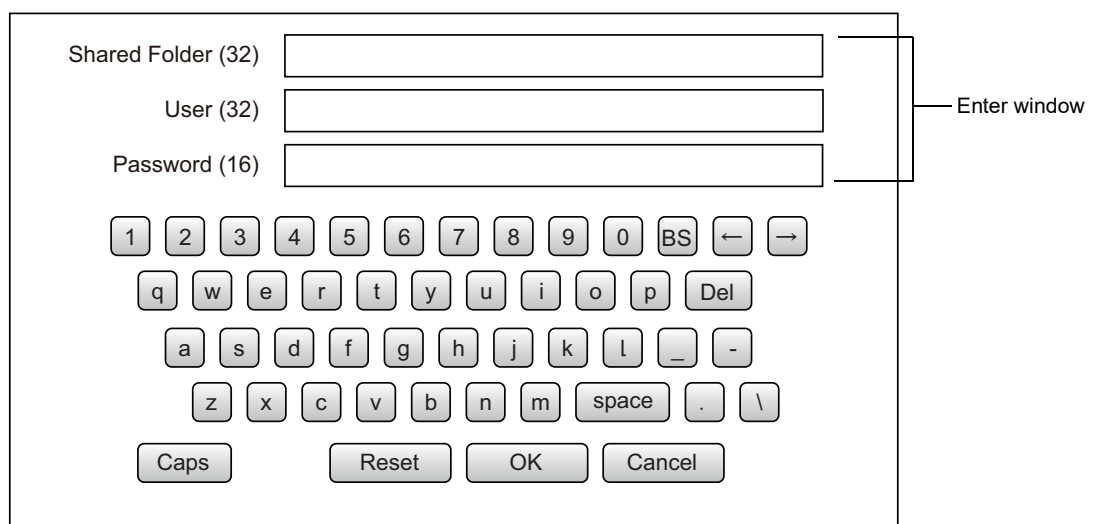 Shared Folder (32)
User (32)
Enter window
Password (16)
1 2 3 4 5 6 7 8 9 0 BS ← →
q w e r t y u i o p Del
a s d f g h j k l _ -
z x c v b n m space . \
Caps Reset OK Cancel